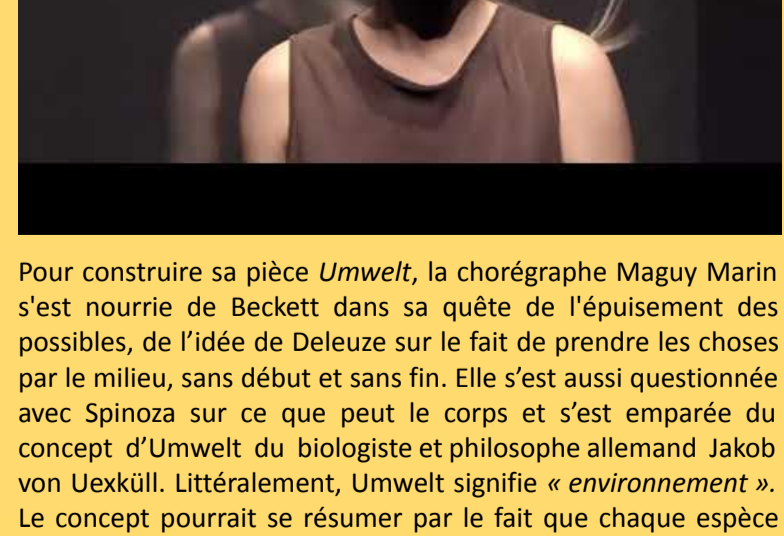 Pour construire sa pièce Umwelt, la chorégraphe Maguy Marin
s'est nourrie de Beckett dans sa quête de l'épuisement des
possibles, de l’idée de Deleuze sur le fait de prendre les choses
par le milieu, sans début et sans fin. Elle s’est aussi questionnée
avec Spinoza sur ce que peut le corps et s’est emparée du
concept d’Umwelt du biologiste et philosophe allemand Jakob
von Uexküll. Littéralement, Umwelt signifie « environnement ».
Le concept pourrait se résumer par le fait que chaque espèce